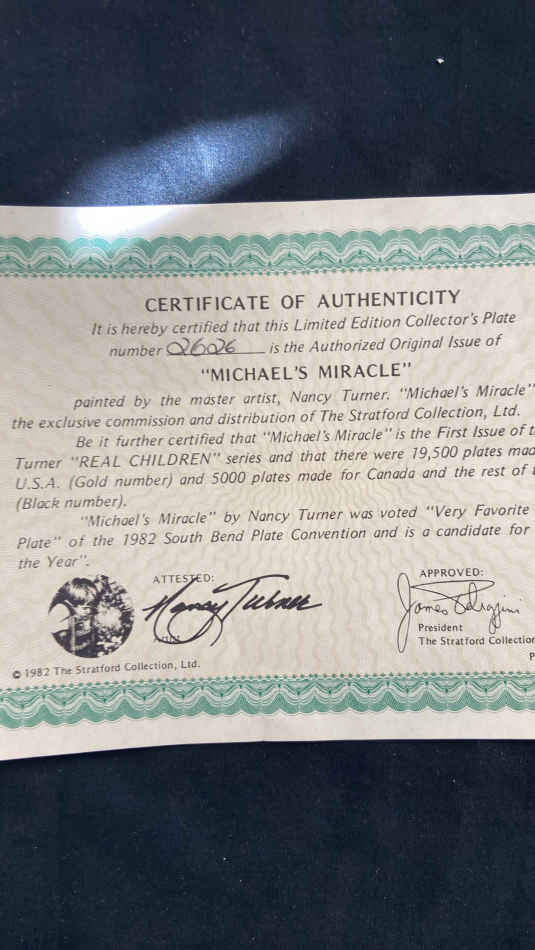 CERTIFICATE OF AUTHENTICITY
It is hereby certified that this Limited Edition Collector's Plate
number 02626 is the Authorized Original Issue of
"MICHAEL'S MIRACLE"
painted by the master artist, Nancy Turner. "Michael's Miracle"
the exclusive commission and distribution of The Stratford Collection, Ltd.
Be it further certified that "Michael's Miracle" is the First Issue of
Turner "REAL CHILDREN" series and that there were 19,500 plates
U.S.A. (Gold number) and 5000 plates made for Canada and the rest of
(Black number).
"Michael's Miracle" by Nancy Turner was voted "Very Favorite
Plate" of the 1982 South Bend Plate Convention and is a candidate for
the Year".
ATTESTED:
Nancy Turner
APPROVED:
James
President
The Stratford Collection
© 1982 The Stratford Collection, Ltd.